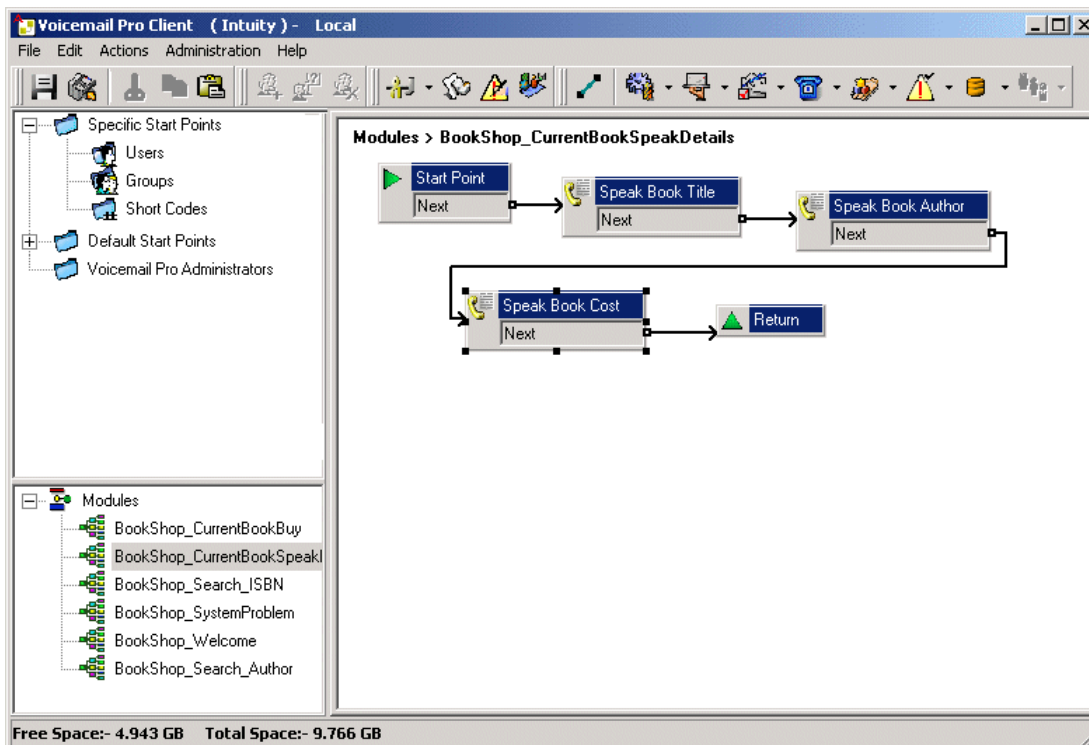 Voicemail Pro Client ( Intuity ) - Local
File Edit Actions Administration Help
Specific Start Points
Users
Groups
Short Codes
Default Start Points
Voicemail Pro Administrators
Modules > BookShop_CurrentBookSpeakDetails
Start Point
Next
Speak Book Title
Next
Speak Book Author
Next
Speak Book Cost
Next
Return
Modules
BookShop_CurrentBookBuy
BookShop_CurrentBookSpeakI
BookShop_Search_ISBN
BookShop_SystemProblem
BookShop_Welcome
BookShop_Search_Author
Free Space:- 4.943 GB Total Space:- 9.766 GB